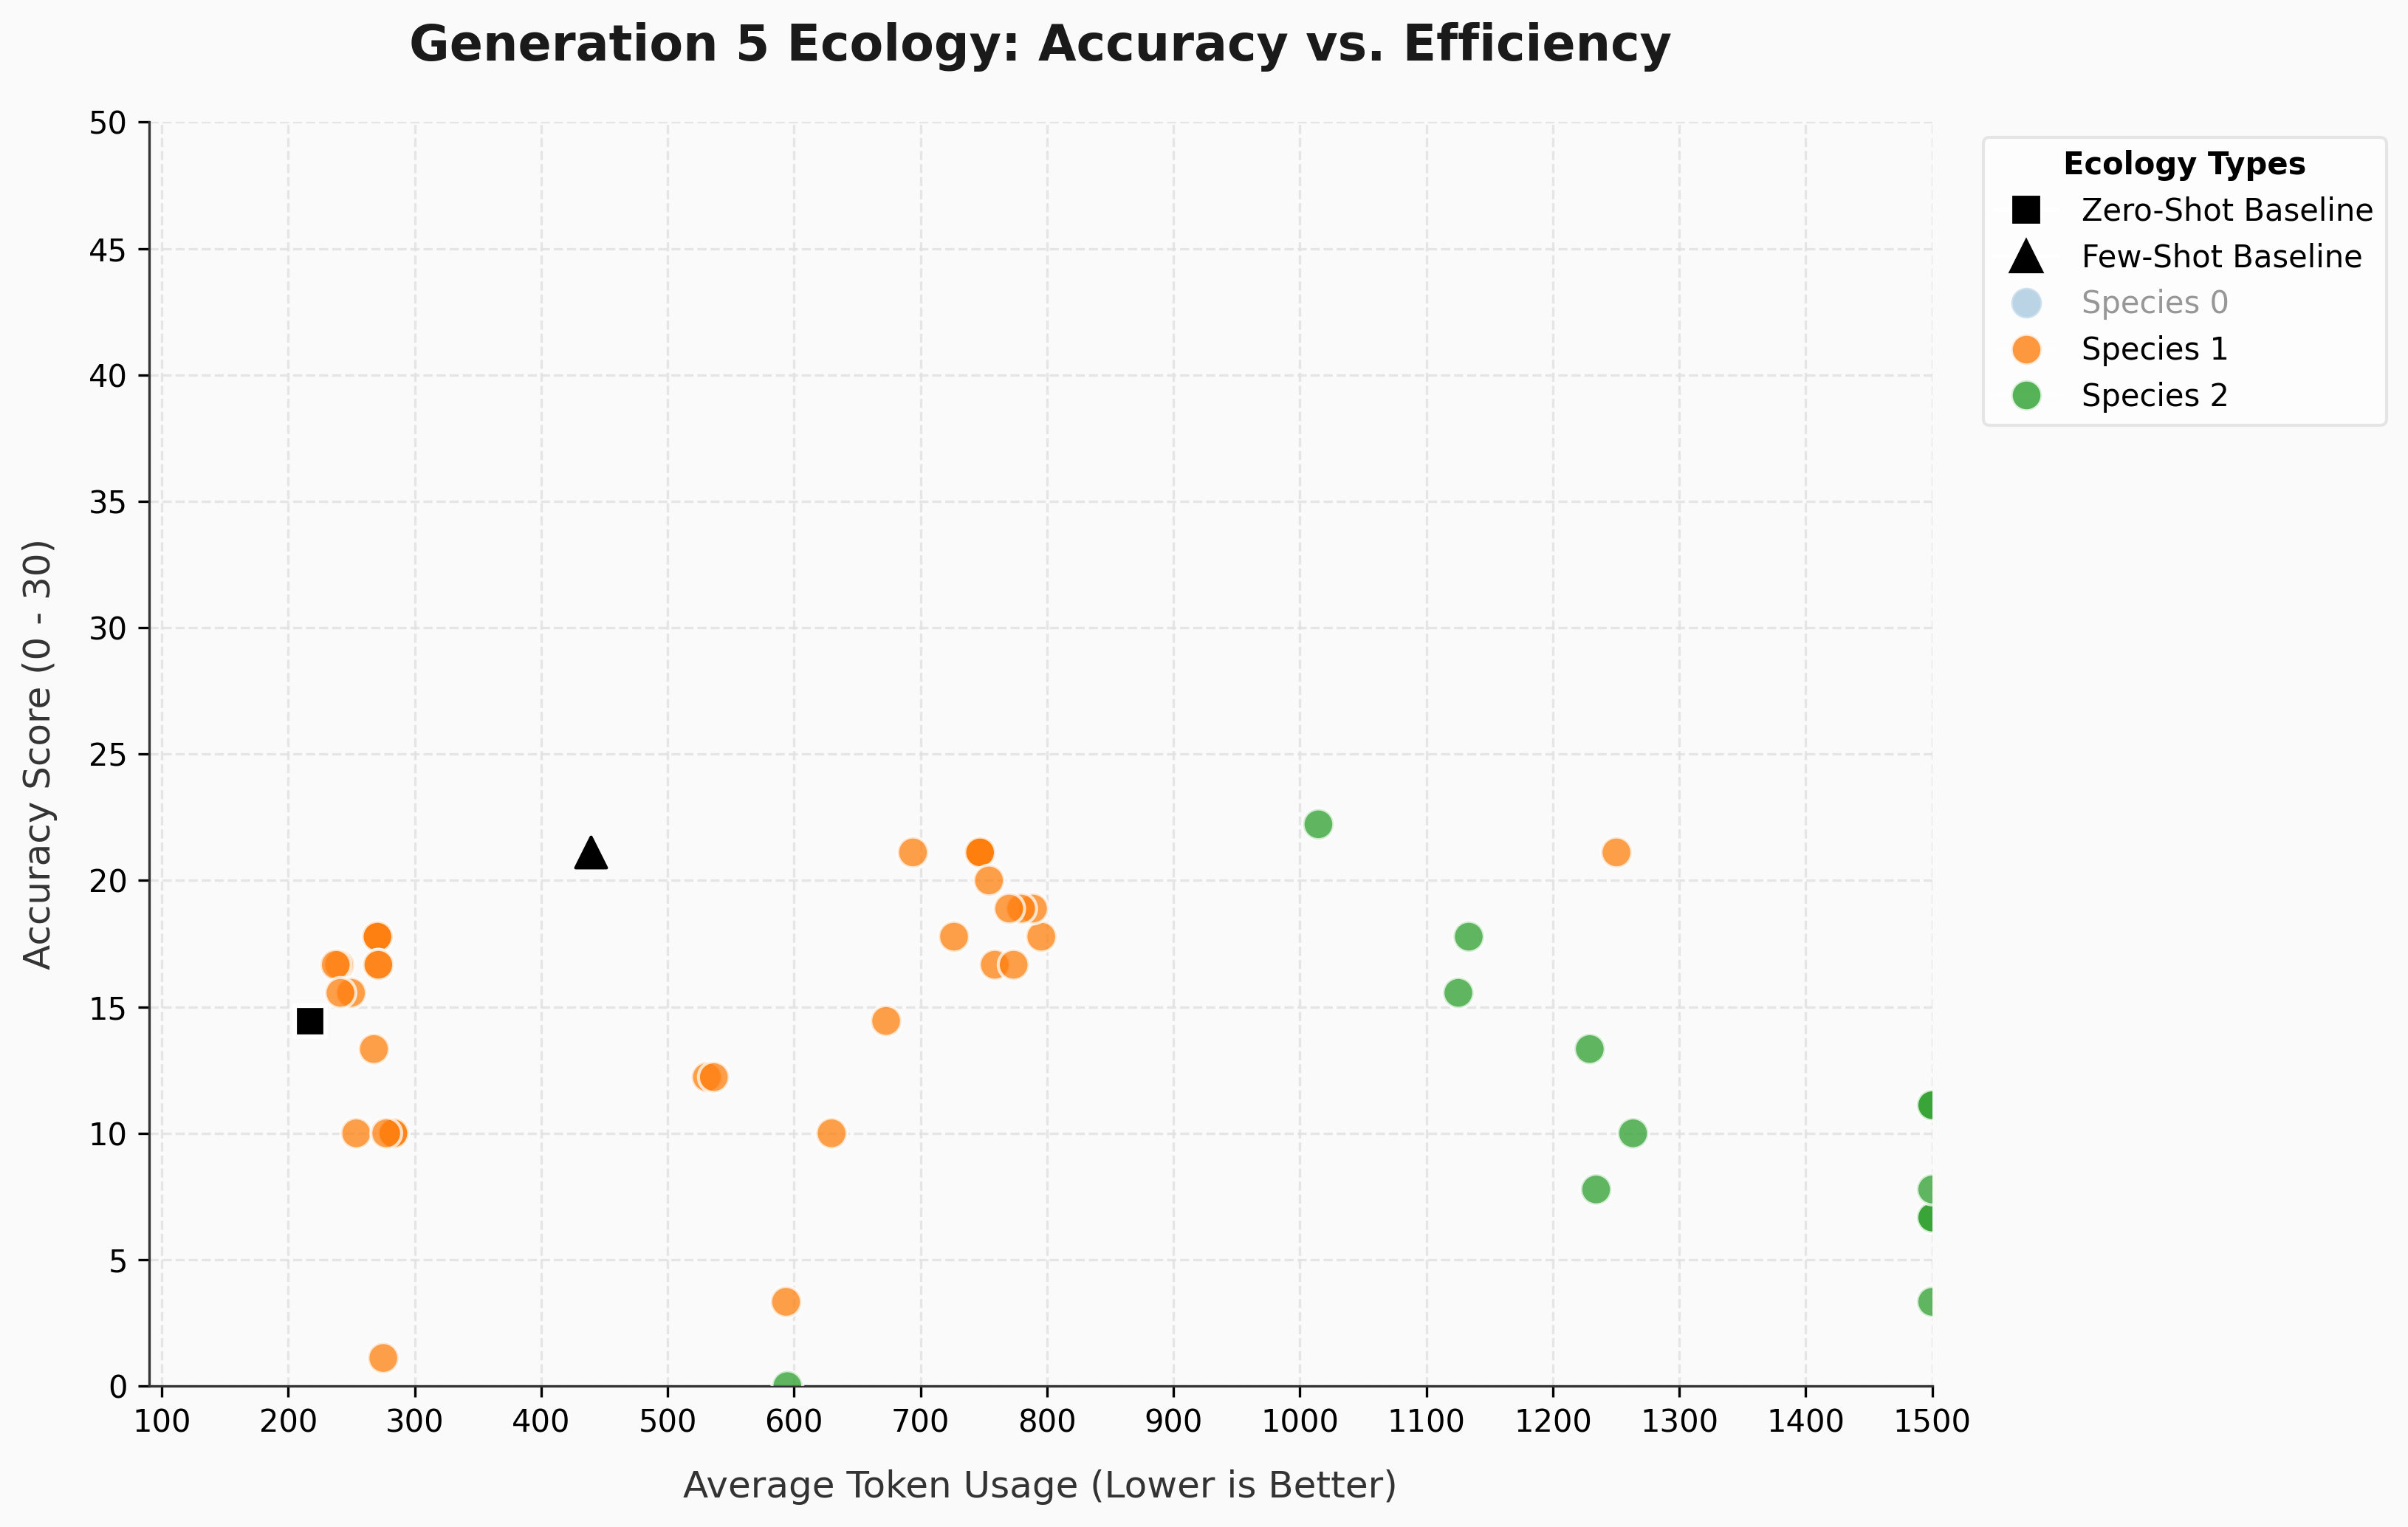 Generation 5 Ecology: Accuracy vs. Efficiency
50
45
40
35
30
25
20
15
10
5
0
Accuracy Score (0 - 30)
100 200 300 400 500 600 700 800 900 1000 1100 1200 1300 1400 1500
Average Token Usage (Lower is Better)
Ecology Types
Zero-Shot Baseline
Few-Shot Baseline
Species 0
Species 1
Species 2